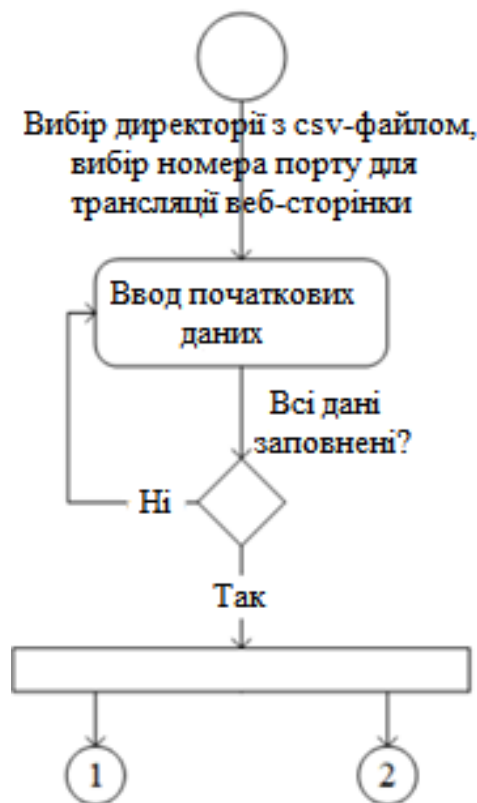 Вибір директорії з csv-файлом,
вибір номера порту для
трансляції веб-сторінки
Ввод початкових
даних
Всі дані
заповнені?
Ні
Так
1
2